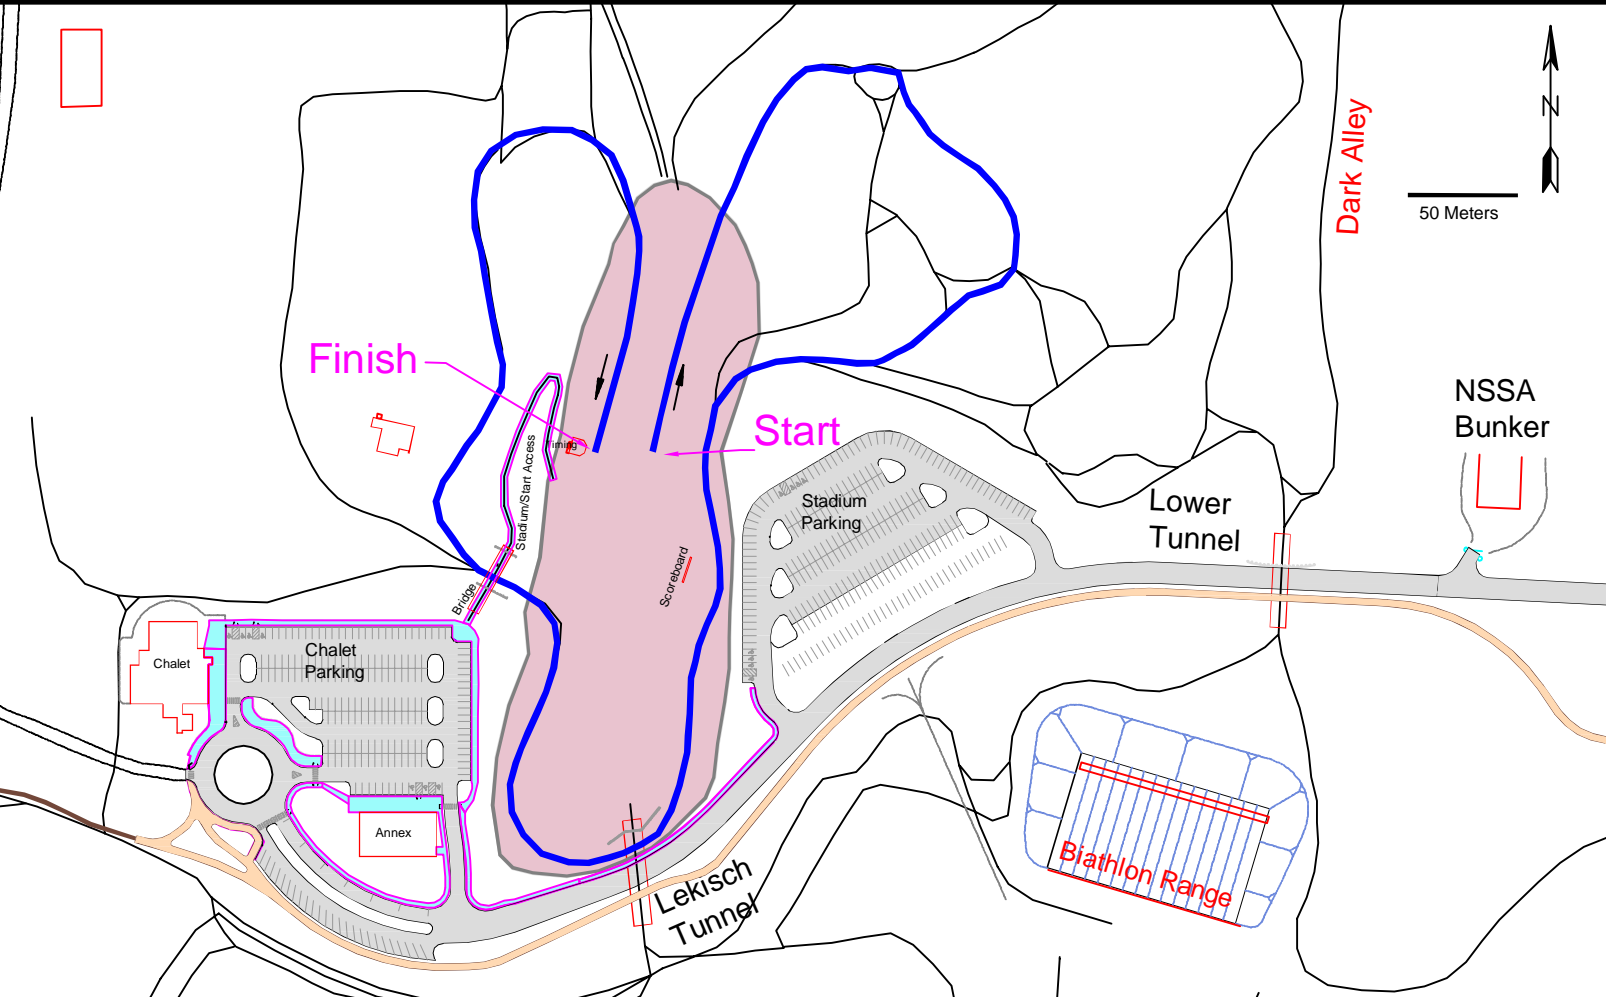 N
50 Meters
Dark Alley
Finish
Start
NSSA
Bunker
Timing
Stadium/Start Access
Stadium
Parking
Lower
Tunnel
Scoreboard
Bridge
Chalet
Chalet
Parking
Annex
Lekisch
Tunnel
Biathlon Range